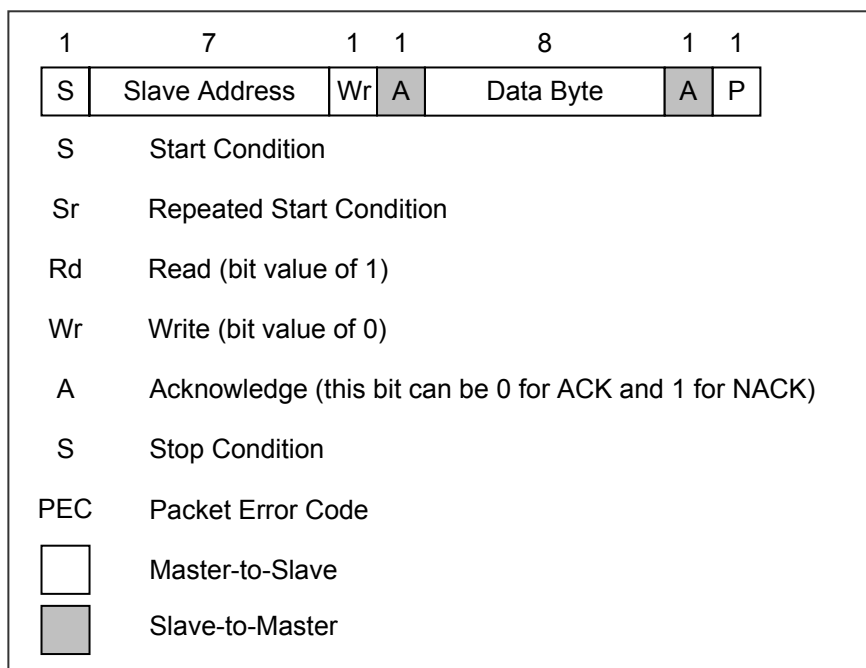 1 7 1 1 8 1 1
S Slave Address Wr A Data Byte A P
S Start Condition
Sr Repeated Start Condition
Rd Read (bit value of 1)
Wr Write (bit value of 0)
A Acknowledge (this bit can be 0 for ACK and 1 for NACK)
S Stop Condition
PEC Packet Error Code
Master-to-Slave
Slave-to-Master